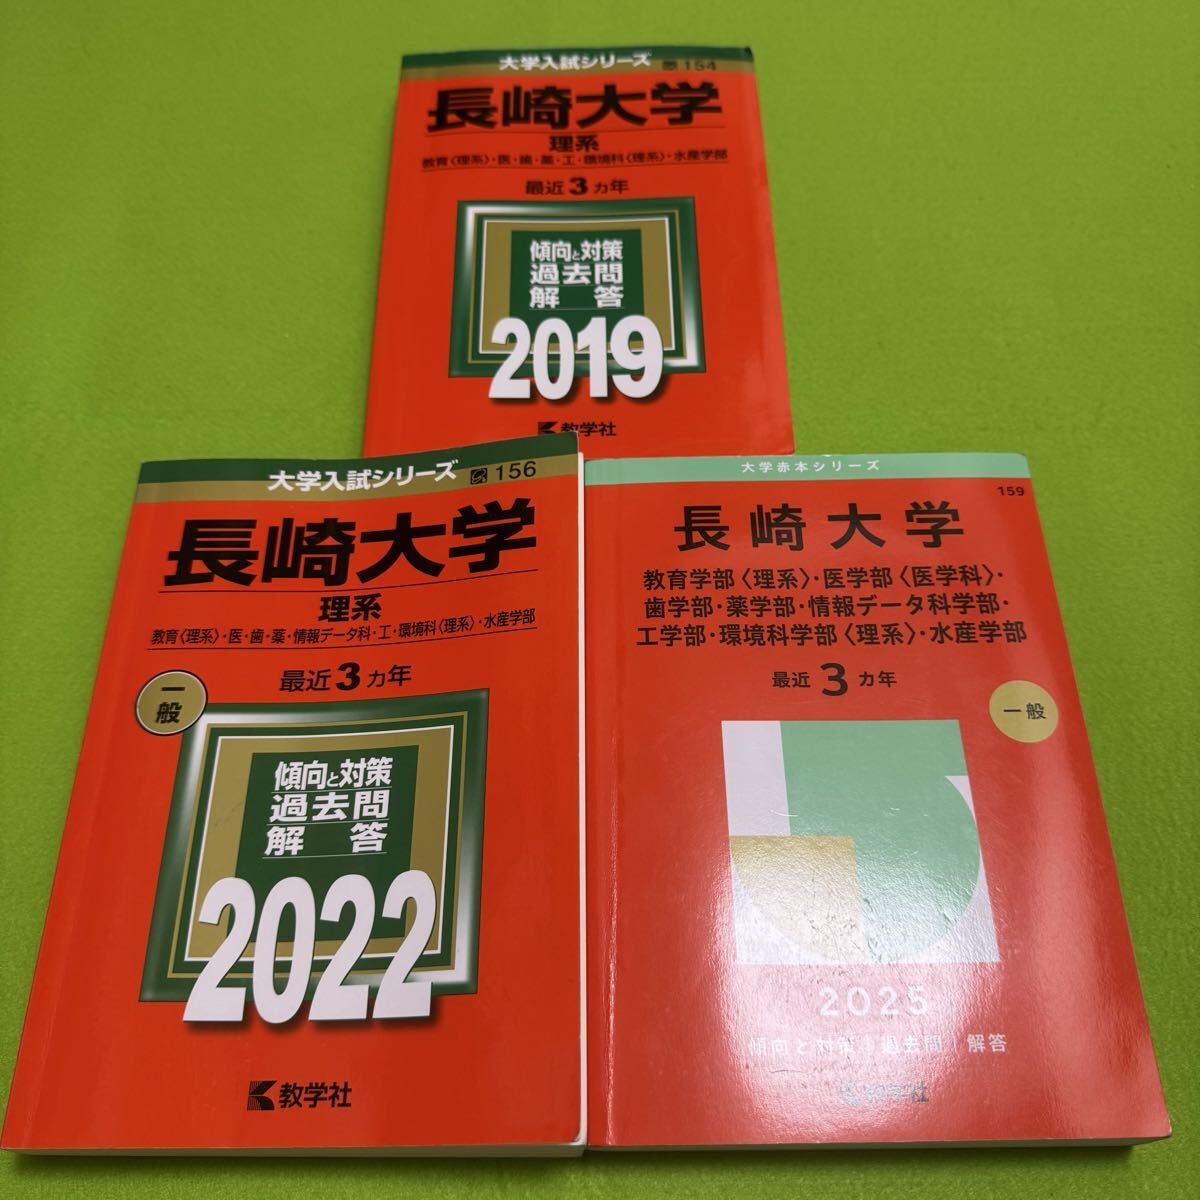 大学入試シリーズ 154
長崎大学
理系
教育〈理系〉・医・歯・薬・工・環境科〈理系〉・水産学部
最近3カ年
傾向と対策
過去問
解答
2019
教学社
大学入試シリーズ 156
長崎大学
理系
教育〈理系〉・医・歯・薬・情報データ科・工・環境科〈理系〉・水産学部
最近3カ年
一般
傾向と対策
過去問
解答
2022
教学社
大学赤本シリーズ
159
長崎大学
教育学部〈理系〉・医学部〈医学科〉・
歯学部・薬学部・情報データ科学部・
工学部・環境科学部〈理系〉・水産学部
最近3カ年
一般
2025
傾向と対策 | 過去問 解答
教学社